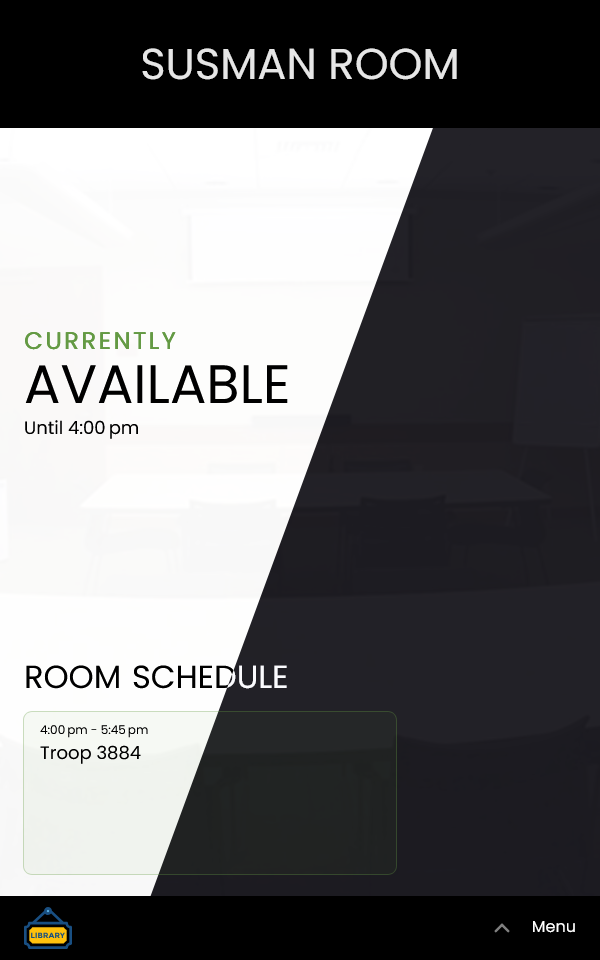 SUSMAN ROOM
CURRENTLY
AVAILABLE
Until 4:00 pm
ROOM SCHEDULE
4:00 pm - 5:45 pm
Troop 3884
LIBRARY
Menu